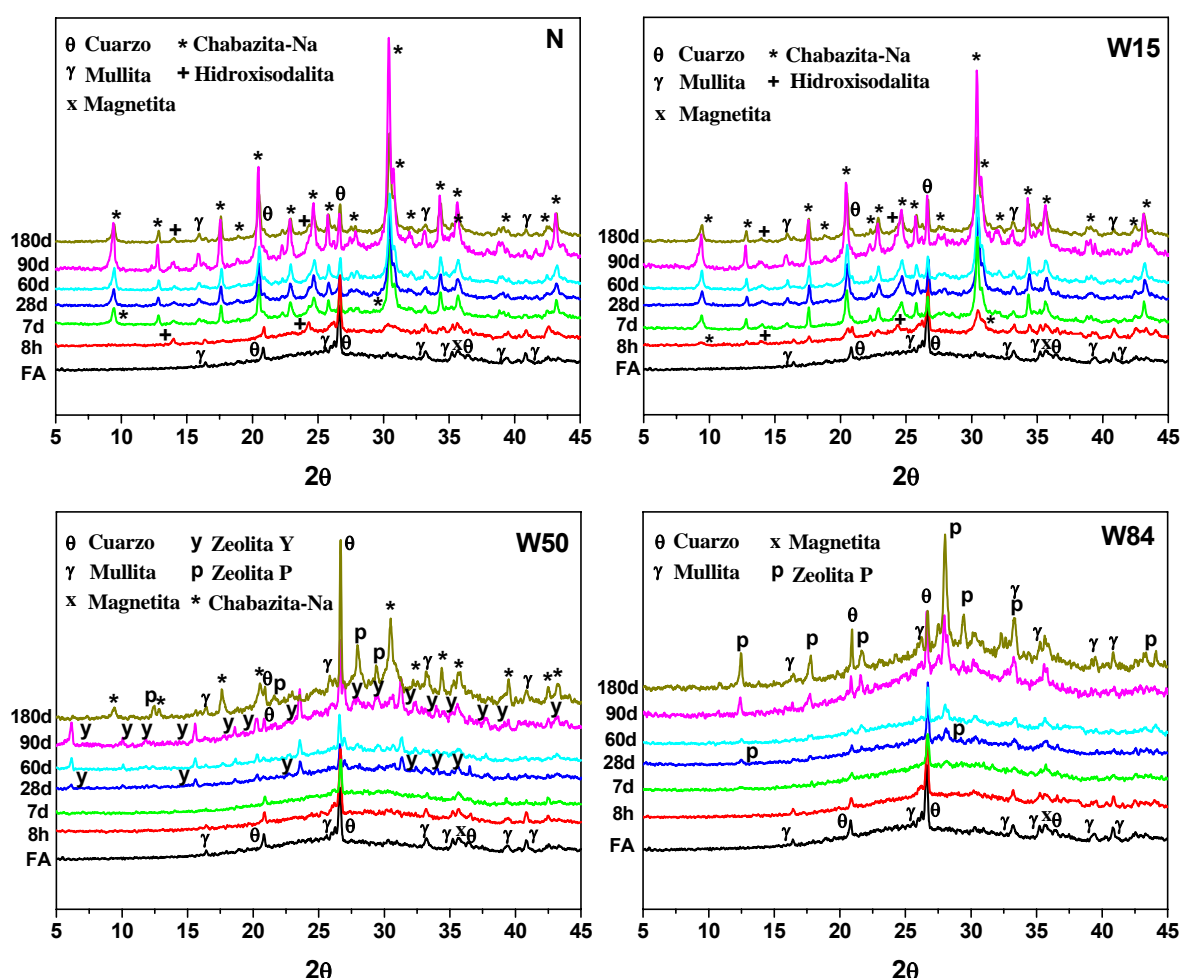 θ Cuarzo * Chabazita-Na N
γ Mullita + Hidroxisodalita
x Magnetita
* * * * + γ * * θ * * + * * θ * * * * γ * * * γ * *
180d
90d
60d
28d
7d
8h
FA
* + + *
γ θ γ θ γ γ x θ γ γ
5 10 15 20 25 30 35 40 45
2θ
θ Cuarzo * Chabazita-Na W15
γ Mullita + Hidroxisodalita
x Magnetita
* * + γ * * * θ * * + * * θ * * * * γ * * * γ * *
180d
90d
60d
28d
7d
8h
FA
* + + *
γ θ γ θ γ γ x θ γ γ
5 10 15 20 25 30 35 40 45
2θ
θ Cuarzo y Zeolita Y W50
γ Mullita p Zeolita P
x Magnetita * Chabazita-Na
* p * γ * * θ p γ θ p p * * γ * * * γ * *
180d
90d
60d
28d
7d
8h
FA
y y y y y y θ y y y y y y y y y
y y y y y y y
γ θ γ θ γ γ x θ γ γ
5 10 15 20 25 30 35 40 45
2θ
θ Cuarzo x Magnetita W84
γ Mullita p Zeolita P
p γ p θ p γ θ p p γ p γ γ γ p
180d
90d
60d
28d
7d
8h
FA
p p
γ θ γ θ γ γ x θ γ γ
5 10 15 20 25 30 35 40 45
2θ